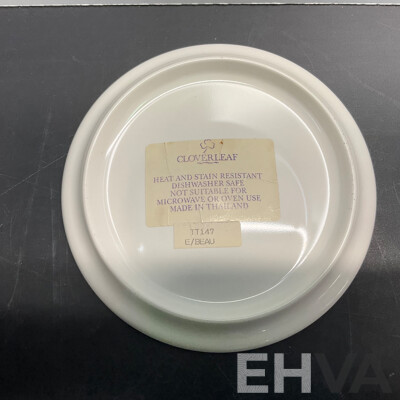 CLOVERLEAF
HEAT AND STAIN RESISTANT
DISHWASHER SAFE
NOT SUITABLE FOR
MICROWAVE OR OVEN USE
MADE IN THAILAND
TT147
E/BEAU
EHVA